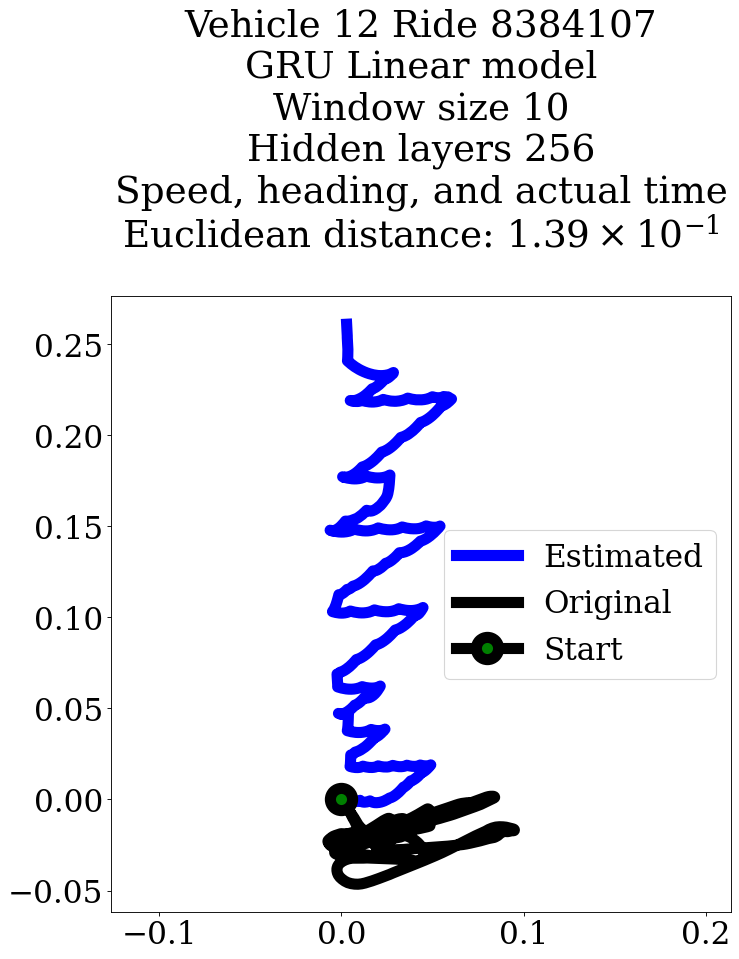 Vehicle 12 Ride 8384107
GRU Linear model
Window size 10
Hidden layers 256
Speed, heading, and actual time
Euclidean distance: 1.39 × 10⁻¹
0.25
0.20
0.15
0.10
0.05
0.00
−0.05
Estimated
Original
Start
−0.1 0.0 0.1 0.2